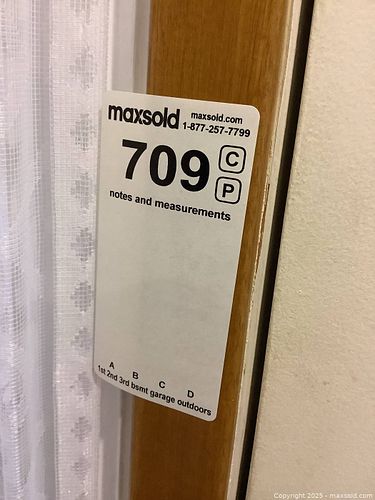 maxsold maxsold.com
1-877-257-7799
709 C
P
notes and measurements
A B C D
1st 2nd 3rd bsmt garage outdoors
Copyright 2025 - maxsold.com